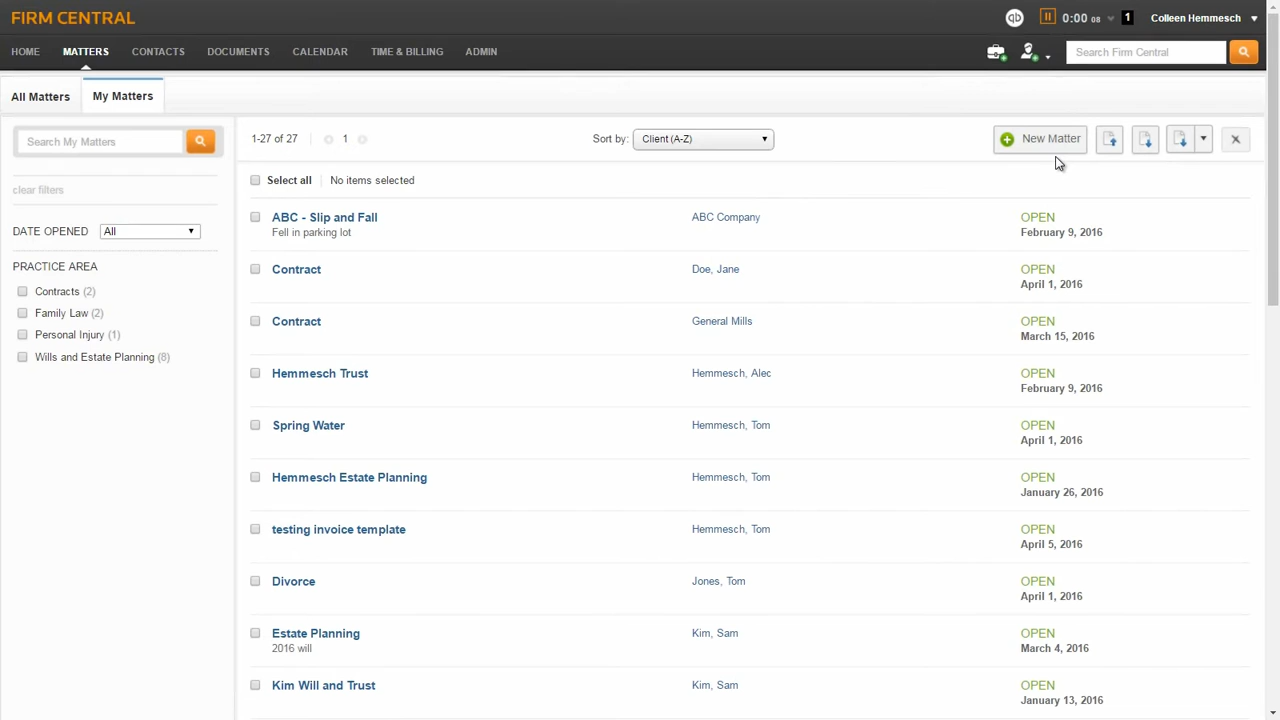 FIRM CENTRAL
qb
0:00 08
1
Colleen Hemmesch
HOME
MATTERS
CONTACTS
DOCUMENTS
CALENDAR
TIME & BILLING
ADMIN
Search Firm Central
All Matters
My Matters
Search My Matters
1-27 of 27
1
Sort by:
Client (A-Z)
New Matter
clear filters
DATE OPENED
All
PRACTICE AREA
Contracts (2)
Family Law (2)
Personal Injury (1)
Wills and Estate Planning (8)
Select all
No items selected
ABC - Slip and Fall
Fell in parking lot
ABC Company
OPEN
February 9, 2016
Contract
Doe, Jane
OPEN
April 1, 2016
Contract
General Mills
OPEN
March 15, 2016
Hemmesch Trust
Hemmesch, Alec
OPEN
February 9, 2016
Spring Water
Hemmesch, Tom
OPEN
April 1, 2016
Hemmesch Estate Planning
Hemmesch, Tom
OPEN
January 26, 2016
testing invoice template
Hemmesch, Tom
OPEN
April 5, 2016
Divorce
Jones, Tom
OPEN
April 1, 2016
Estate Planning
2016 will
Kim, Sam
OPEN
March 4, 2016
Kim Will and Trust
Kim, Sam
OPEN
January 13, 2016